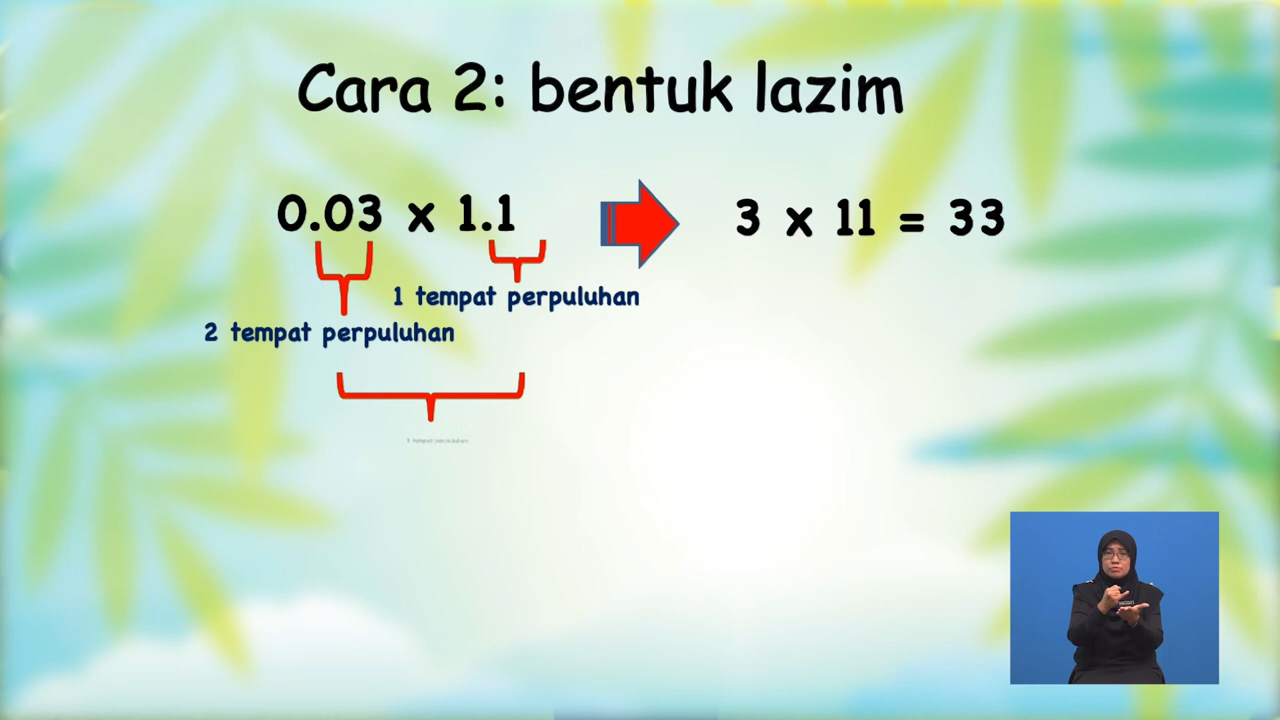 Cara 2: bentuk lazim
0.03 x 1.1
3 x 11 = 33
1 tempat perpuluhan
2 tempat perpuluhan